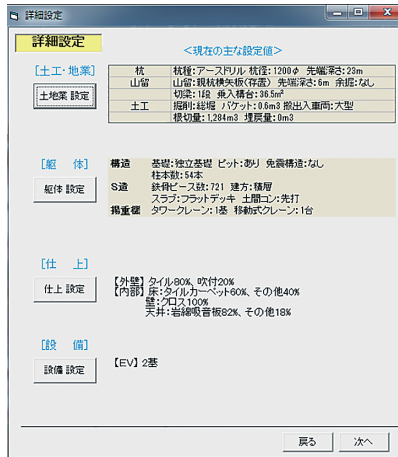 詳細設定
詳細設定
<現在の主な設定値>
[土工・地業]
土地業 設定
杭 杭種:アースドリル 杭径:1200φ 先端深さ:23m
山留 山留:親杭横矢板(存置) 先端深さ:6m 余掘:なし
切梁:1段 乗入構台:36.5m²
土工 掘削:総堀 バケット:0.6m3 搬出入車両:大型
根切量:1,284m3 埋戻量:0m3
[躯 体]
躯体 設定
構造 基礎:独立基礎 ピット:あり 免震構造:なし
柱本数:54本
S造 鉄骨ピース数:721 建方:積層
スラブ:フラットデッキ 土間コン:先打
揚重機 タワークレーン:1基 移動式クレーン:1台
[仕 上]
仕上 設定
【外壁】タイル80%、吹付20%
【内部】床:タイルカーペット60%、その他40%
壁:クロス100%
天井:岩綿吸音板82%、その他18%
[設 備]
設備 設定
【EV】2基
戻る 次へ